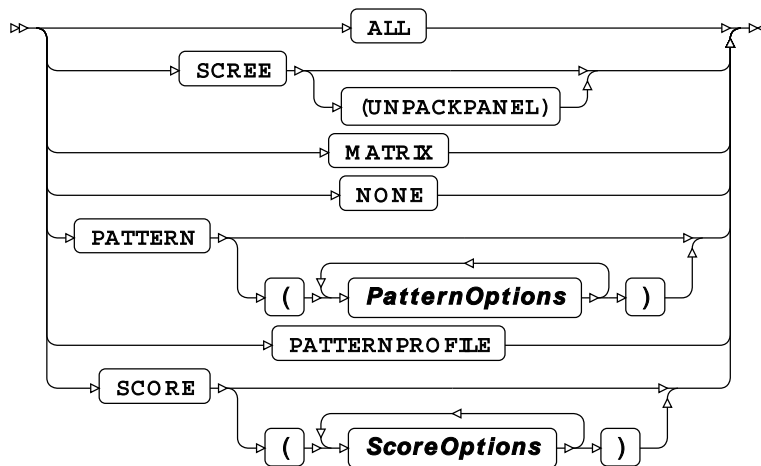 ALL
SCREE
(UNPACKPANEL)
MATRIX
NONE
PATTERN
( PatternOptions )
PATTERNPROFILE
SCORE
( ScoreOptions )